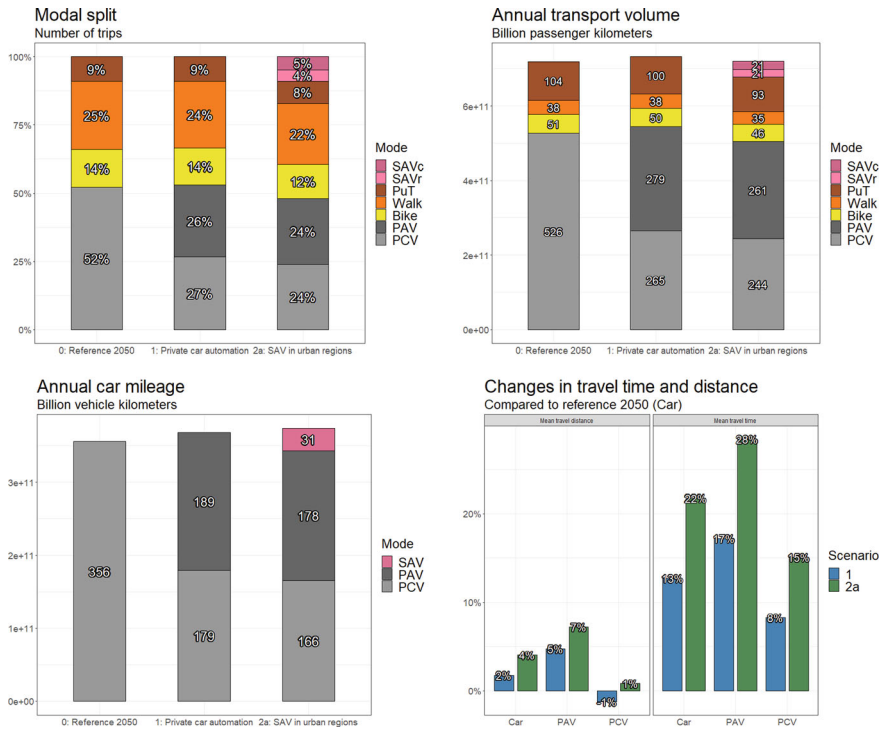 Modal split
Number of trips
100%
75%
50%
25%
0%
9%
25%
14%
52%
9%
24%
14%
26%
27%
5%
4%
8%
22%
12%
24%
24%
0: Reference 2050
1: Private car automation
2a: SAV in urban regions
Mode
SAVc
SAVr
PuT
Walk
Bike
PAV
PCV
Annual transport volume
Billion passenger kilometers
6e+11
4e+11
2e+11
0e+00
104
38
51
526
100
38
50
279
265
21
21
93
35
46
261
244
0: Reference 2050
1: Private car automation
2a: SAV in urban regions
Mode
SAVc
SAVr
PuT
Walk
Bike
PAV
PCV
Annual car mileage
Billion vehicle kilometers
3e+11
2e+11
1e+11
0e+00
356
189
179
31
178
166
0: Reference 2050
1: Private car automation
2a: SAV in urban regions
Mode
SAV
PAV
PCV
Changes in travel time and distance
Compared to reference 2050 (Car)
Mean travel distance
Mean travel time
20%
10%
0%
2%
4%
5%
7%
-1%
1%
13%
22%
17%
28%
8%
15%
Car
PAV
PCV
Car
PAV
PCV
Scenario
1
2a